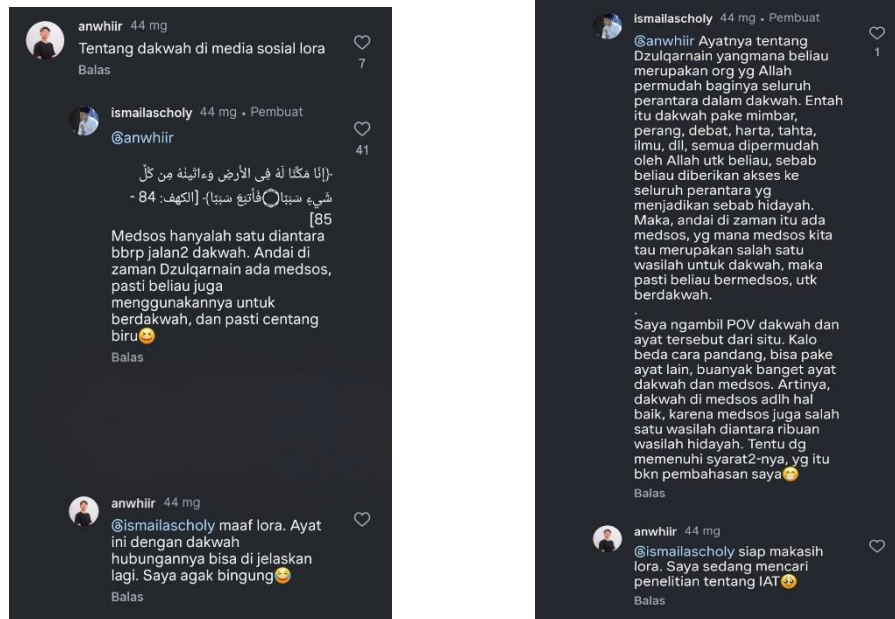 anwhiir 44 mg
Tentang dakwah di media sosial lora
7
Balas
ismailascholy 44 mg • Pembuat
@anwhiir
41
﴿إِنَّا مَكَّنَّا لَهُ فِى الأَرضِ وَءاتَينٰهُ مِن كُلِّ
شَيءٍ سَبَبًا۝فَأَتبَعَ سَبَبًا﴾ [الكهف: 84 -
85]
Medsos hanyalah satu diantara
bbrp jalan2 dakwah. Andai di
zaman Dzulqarnain ada medsos,
pasti beliau juga
menggunakannya untuk
berdakwah, dan pasti centang
biru😆
Balas
anwhiir 44 mg
@ismailascholy maaf lora. Ayat
ini dengan dakwah
hubungannya bisa di jelaskan
lagi. Saya agak bingung😂
Balas
ismailascholy 44 mg • Pembuat
@anwhiir Ayatnya tentang
1
Dzulqarnain yangmana beliau
merupakan org yg Allah
permudah baginya seluruh
perantara dalam dakwah. Entah
itu dakwah pake mimbar,
perang, debat, harta, tahta,
ilmu, dll, semua dipermudah
oleh Allah utk beliau, sebab
beliau diberikan akses ke
seluruh perantara yg
menjadikan sebab hidayah.
Maka, andai di zaman itu ada
medsos, yg mana medsos kita
tau merupakan salah satu
wasilah untuk dakwah, maka
pasti beliau bermedsos, utk
berdakwah.
.
Saya ngambil POV dakwah dan
ayat tersebut dari situ. Kalo
beda cara pandang, bisa pake
ayat lain, buanyak banget ayat
dakwah dan medsos. Artinya,
dakwah di medsos adlh hal
baik, karena medsos juga salah
satu wasilah diantara ribuan
wasilah hidayah. Tentu dg
memenuhi syarat2-nya, yg itu
bkn pembahasan saya😁
Balas
anwhiir 44 mg
@ismailascholy siap makasih
lora. Saya sedang mencari
penelitian tentang IAT🥹
Balas